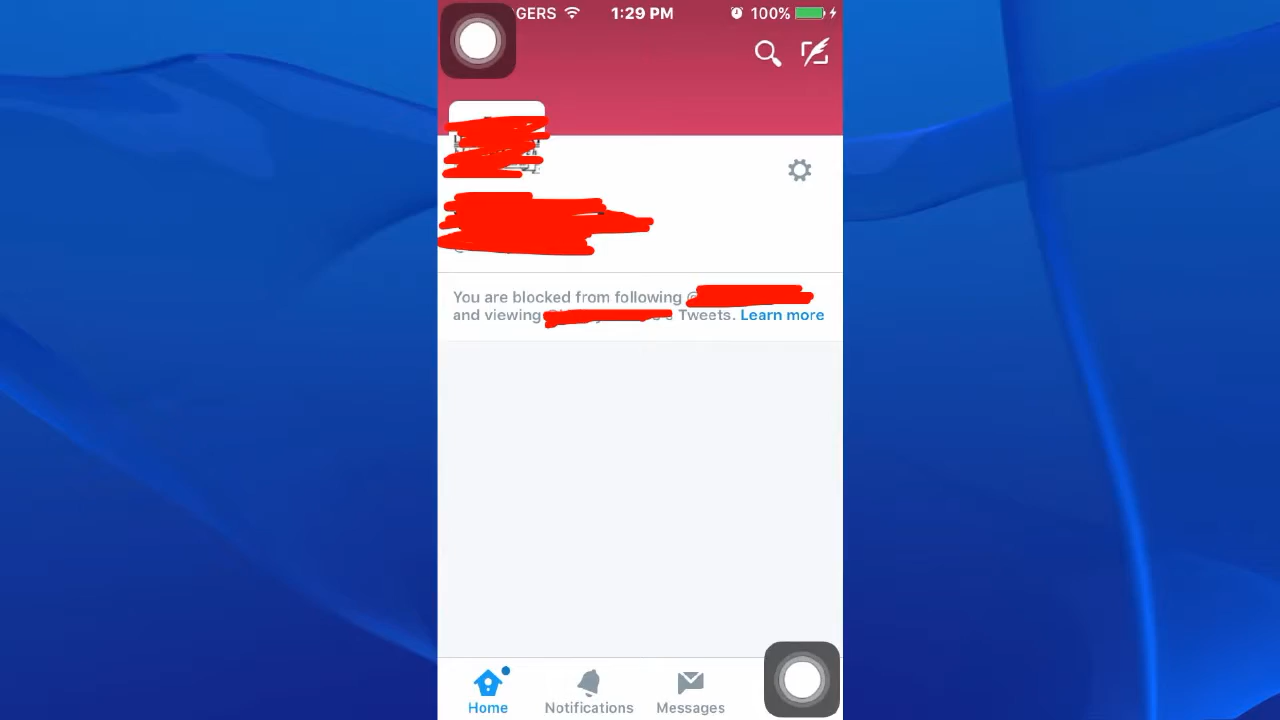 GERS 1:29 PM 100%
You are blocked from following
and viewing Tweets. Learn more
Home Notifications Messages